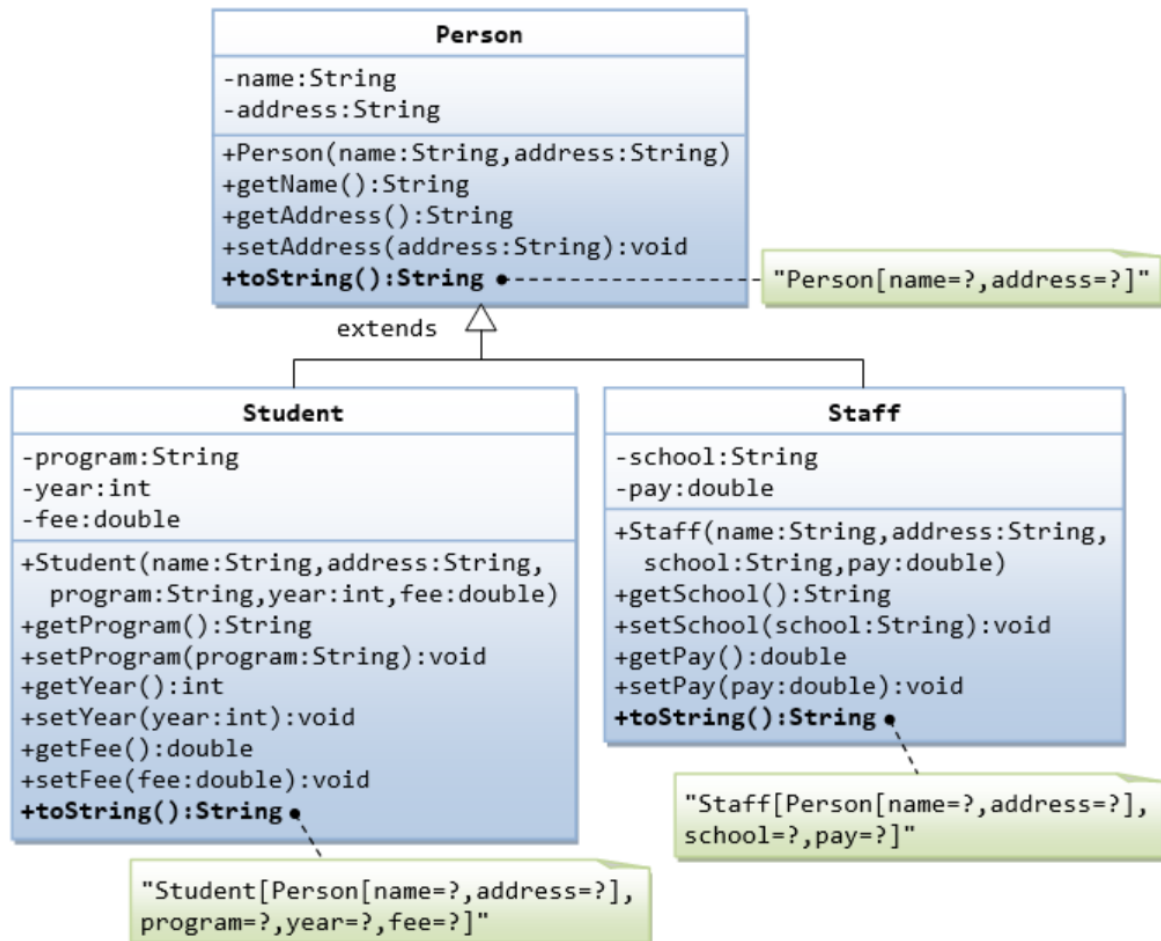 Person
-name:String
-address:String
+Person(name:String,address:String)
+getName():String
+getAddress():String
+setAddress(address:String):void
+toString():String
"Person[name=?,address=?]"
extends
Student
-program:String
-year:int
-fee:double
+Student(name:String,address:String,
program:String,year:int,fee:double)
+getProgram():String
+setProgram(program:String):void
+getYear():int
+setYear(year:int):void
+getFee():double
+setFee(fee:double):void
+toString():String
"Student[Person[name=?,address=?],
program=?,year=?,fee=?]"
Staff
-school:String
-pay:double
+Staff(name:String,address:String,
school:String,pay:double)
+getSchool():String
+setSchool(school:String):void
+getPay():double
+setPay(pay:double):void
+toString():String
"Staff[Person[name=?,address=?],
school=?,pay=?]"